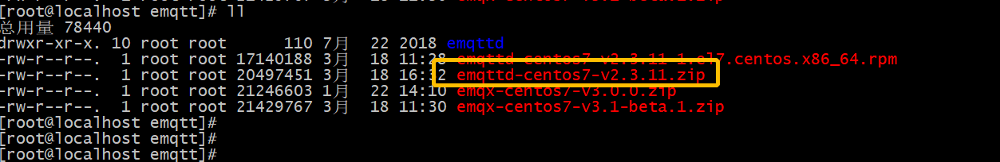 [root@localhost emqtt]# ll
总用量 78440
drwxr-xr-x. 10 root root 110 7月 22 2018 emqttd
-rw-r--r--. 1 root root 17140188 3月 18 11:28 emqttd-centos7-v2.3.11-1.el7.centos.x86_64.rpm
-rw-r--r--. 1 root root 20497451 3月 18 16:32 emqttd-centos7-v2.3.11.zip
-rw-r--r--. 1 root root 21246603 1月 22 14:10 emqx-centos7-v3.0.0.zip
-rw-r--r--. 1 root root 21429767 3月 18 11:30 emqx-centos7-v3.1-beta.1.zip
[root@localhost emqtt]#
[root@localhost emqtt]#
[root@localhost emqtt]#